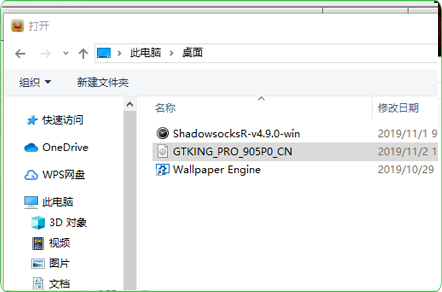 打开
此电脑 › 桌面
组织 新建文件夹
名称 修改日期
快速访问
OneDrive
WPS网盘
此电脑
3D 对象
视频
图片
文档
ShadowsocksR-v4.9.0-win 2019/11/1 9
GTKING_PRO_905P0_CN 2019/11/2 1
Wallpaper Engine 2019/10/29